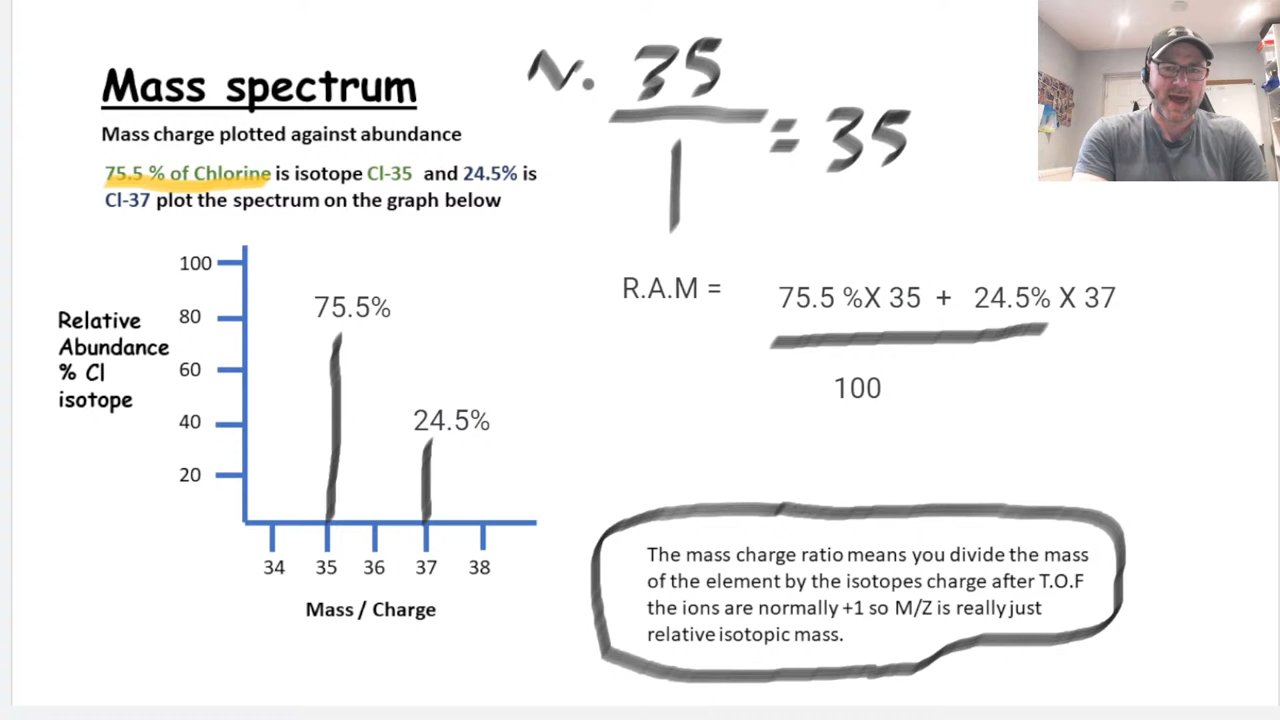 Mass spectrum
Mass charge plotted against abundance
75.5 % of Chlorine is isotope Cl-35 and 24.5% is
Cl-37 plot the spectrum on the graph below
N. 35
1
= 35
R.A.M = 75.5 %X 35 + 24.5% X 37
100
Relative
Abundance
% Cl
isotope
100
80
60
40
20
75.5%
24.5%
34 35 36 37 38
Mass / Charge
The mass charge ratio means you divide the mass
of the element by the isotopes charge after T.O.F
the ions are normally +1 so M/Z is really just
relative isotopic mass.